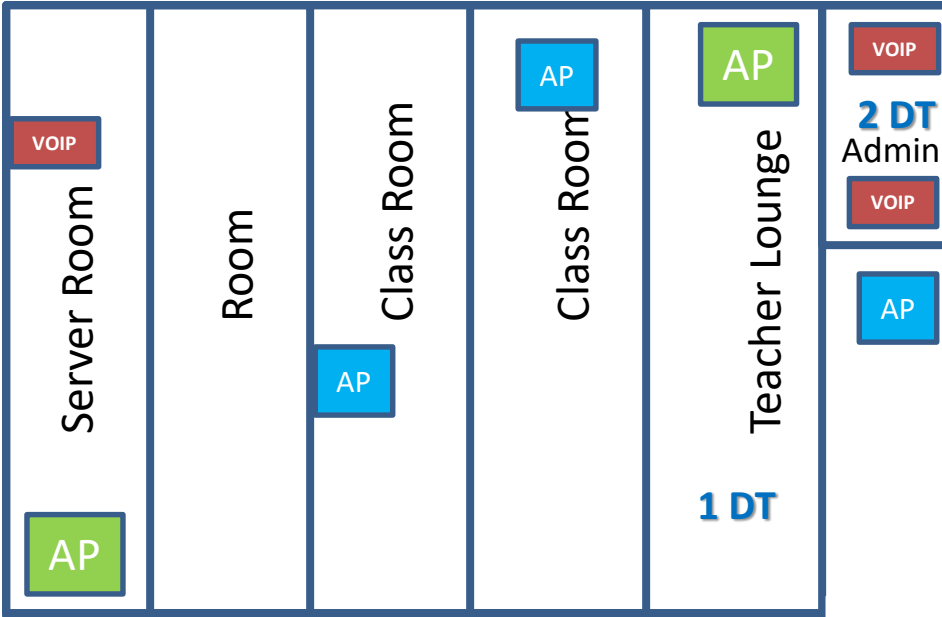 VOIP
Server Room
AP
Room
Class Room
AP
AP
Class Room
AP
Teacher Lounge
1 DT
VOIP
2 DT
Admin
VOIP
AP